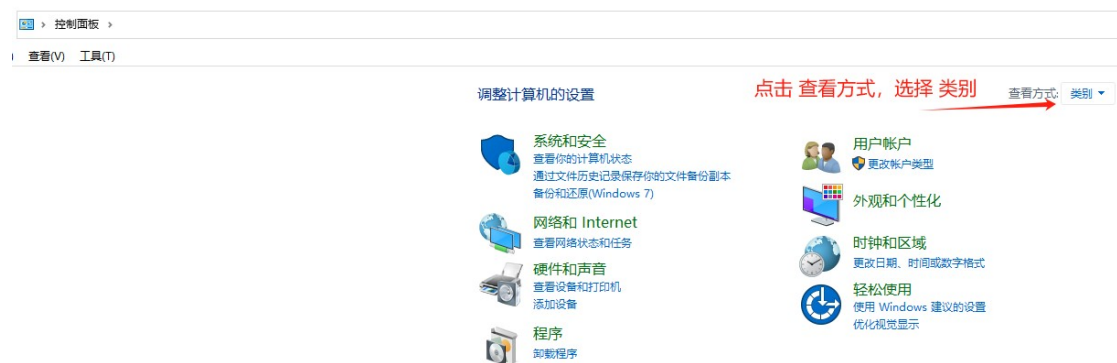 控制面板
查看(V) 工具(T)
点击 查看方式，选择 类别
调整计算机的设置
查看方式: 类别
系统和安全
查看你的计算机状态
通过文件历史记录保存你的文件备份副本
备份和还原(Windows 7)
网络和 Internet
查看网络状态和任务
硬件和声音
查看设备和打印机
添加设备
程序
卸载程序
用户帐户
更改帐户类型
外观和个性化
时钟和区域
更改日期、时间或数字格式
轻松使用
使用 Windows 建议的设置
优化视觉显示